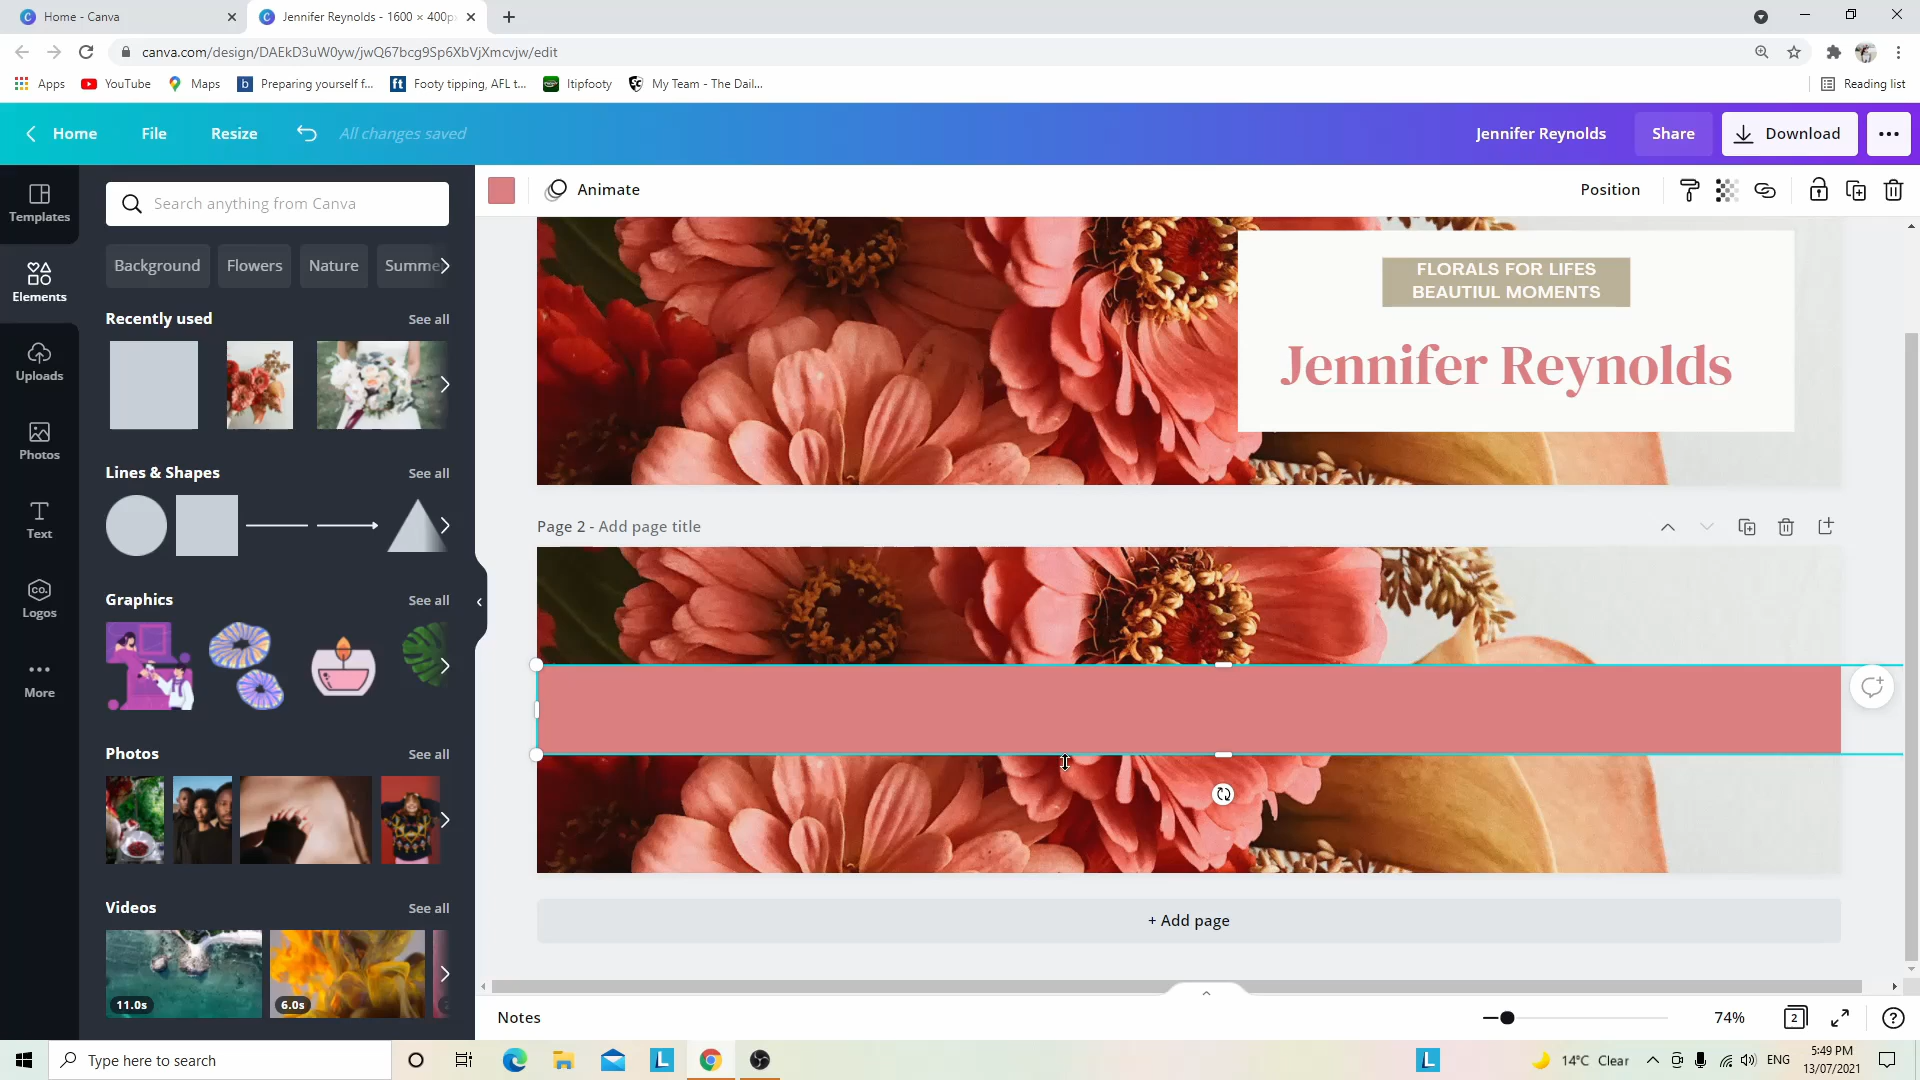 Home - Canva
Jennifer Reynolds - 1600 × 400p
canva.com/design/DAEkD3uW0yw/jwQ67bcg9Sp6XbVjXmcvjw/edit
Apps
YouTube
Maps
Preparing yourself f...
Footy tipping, AFL t...
Itipfooty
My Team - The Dail...
Reading list
Home
File
Resize
All changes saved
Jennifer Reynolds
Share
Download
Templates
Elements
Uploads
Photos
Text
Logos
More
Search anything from Canva
Background
Flowers
Nature
Summe
Recently used
See all
Lines & Shapes
See all
Graphics
See all
Photos
See all
Videos
See all
11.0s
6.0s
Animate
Position
FLORALS FOR LIFES
BEAUTIUL MOMENTS
Jennifer Reynolds
Page 2 - Add page title
+ Add page
Notes
74%
2
Type here to search
14°C Clear
ENG
5:49 PM
13/07/2021